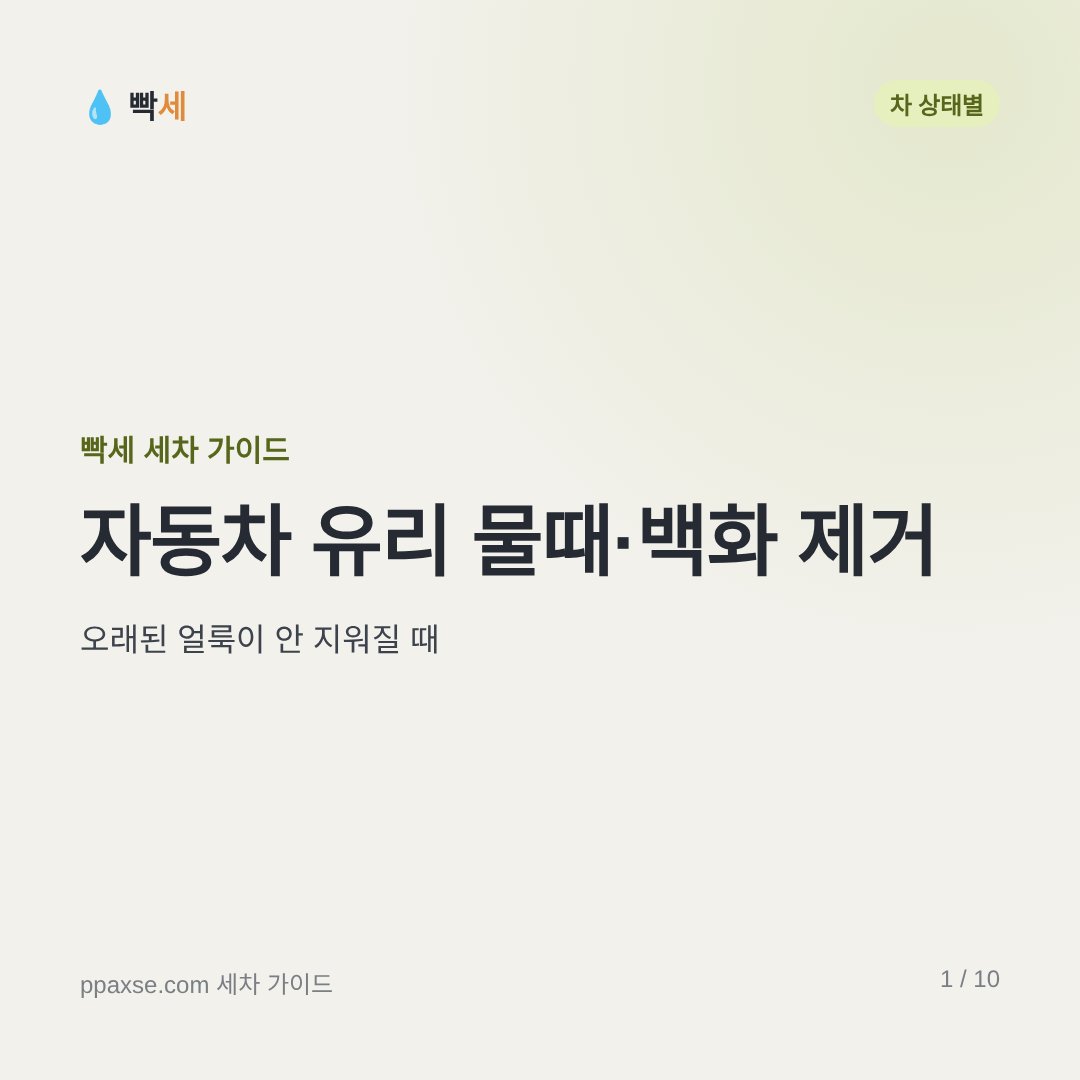 빡세
차 상태별
빡세 세차 가이드
자동차 유리 물때·백화 제거
오래된 얼룩이 안 지워질 때
ppaxse.com 세차 가이드
1 / 10